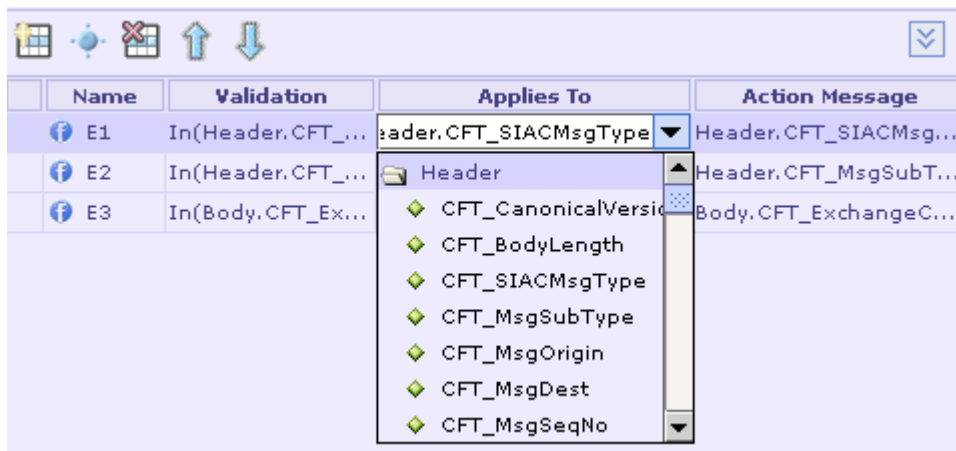 Name Validation Applies To Action Message
E1 In(Header.CFT_... eader.CFT_SIACMsgType Header.CFT_SIACMsg...
E2 In(Header.CFT_... Header Header.CFT_MsgSubT...
E3 In(Body.CFT_Ex... CFT_CanonicalVersio Body.CFT_ExchangeC...
CFT_BodyLength
CFT_SIACMsgType
CFT_MsgSubType
CFT_MsgOrigin
CFT_MsgDest
CFT_MsgSeqNo